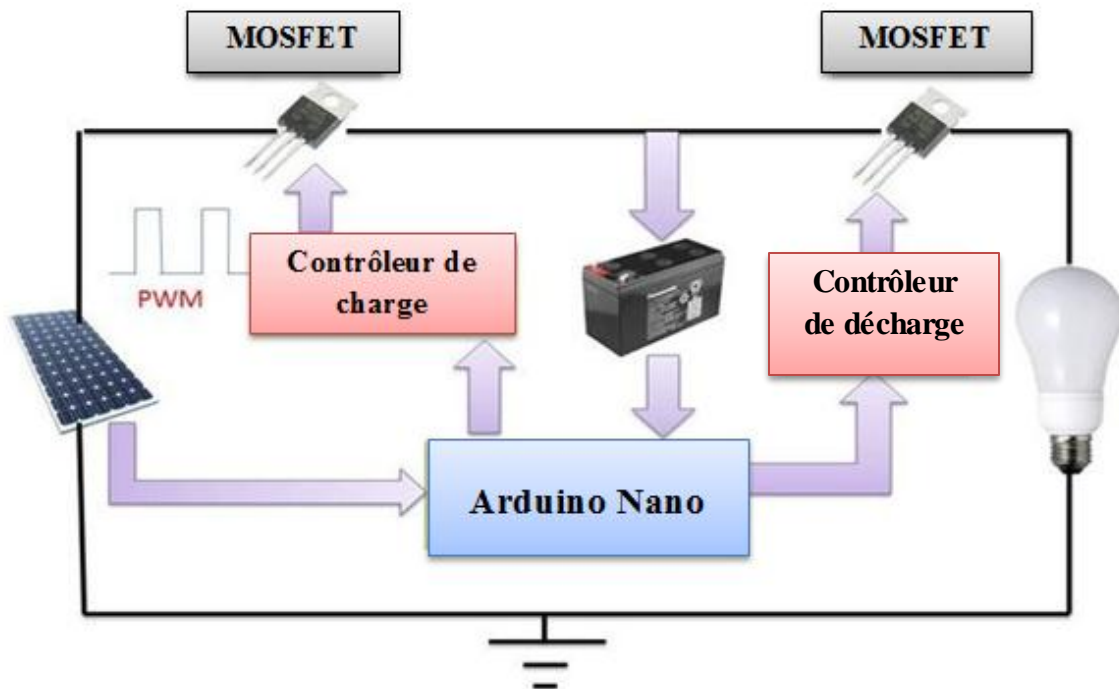 MOSFET
MOSFET
PWM
Contrôleur de
charge
Contrôleur
de décharge
Arduino Nano